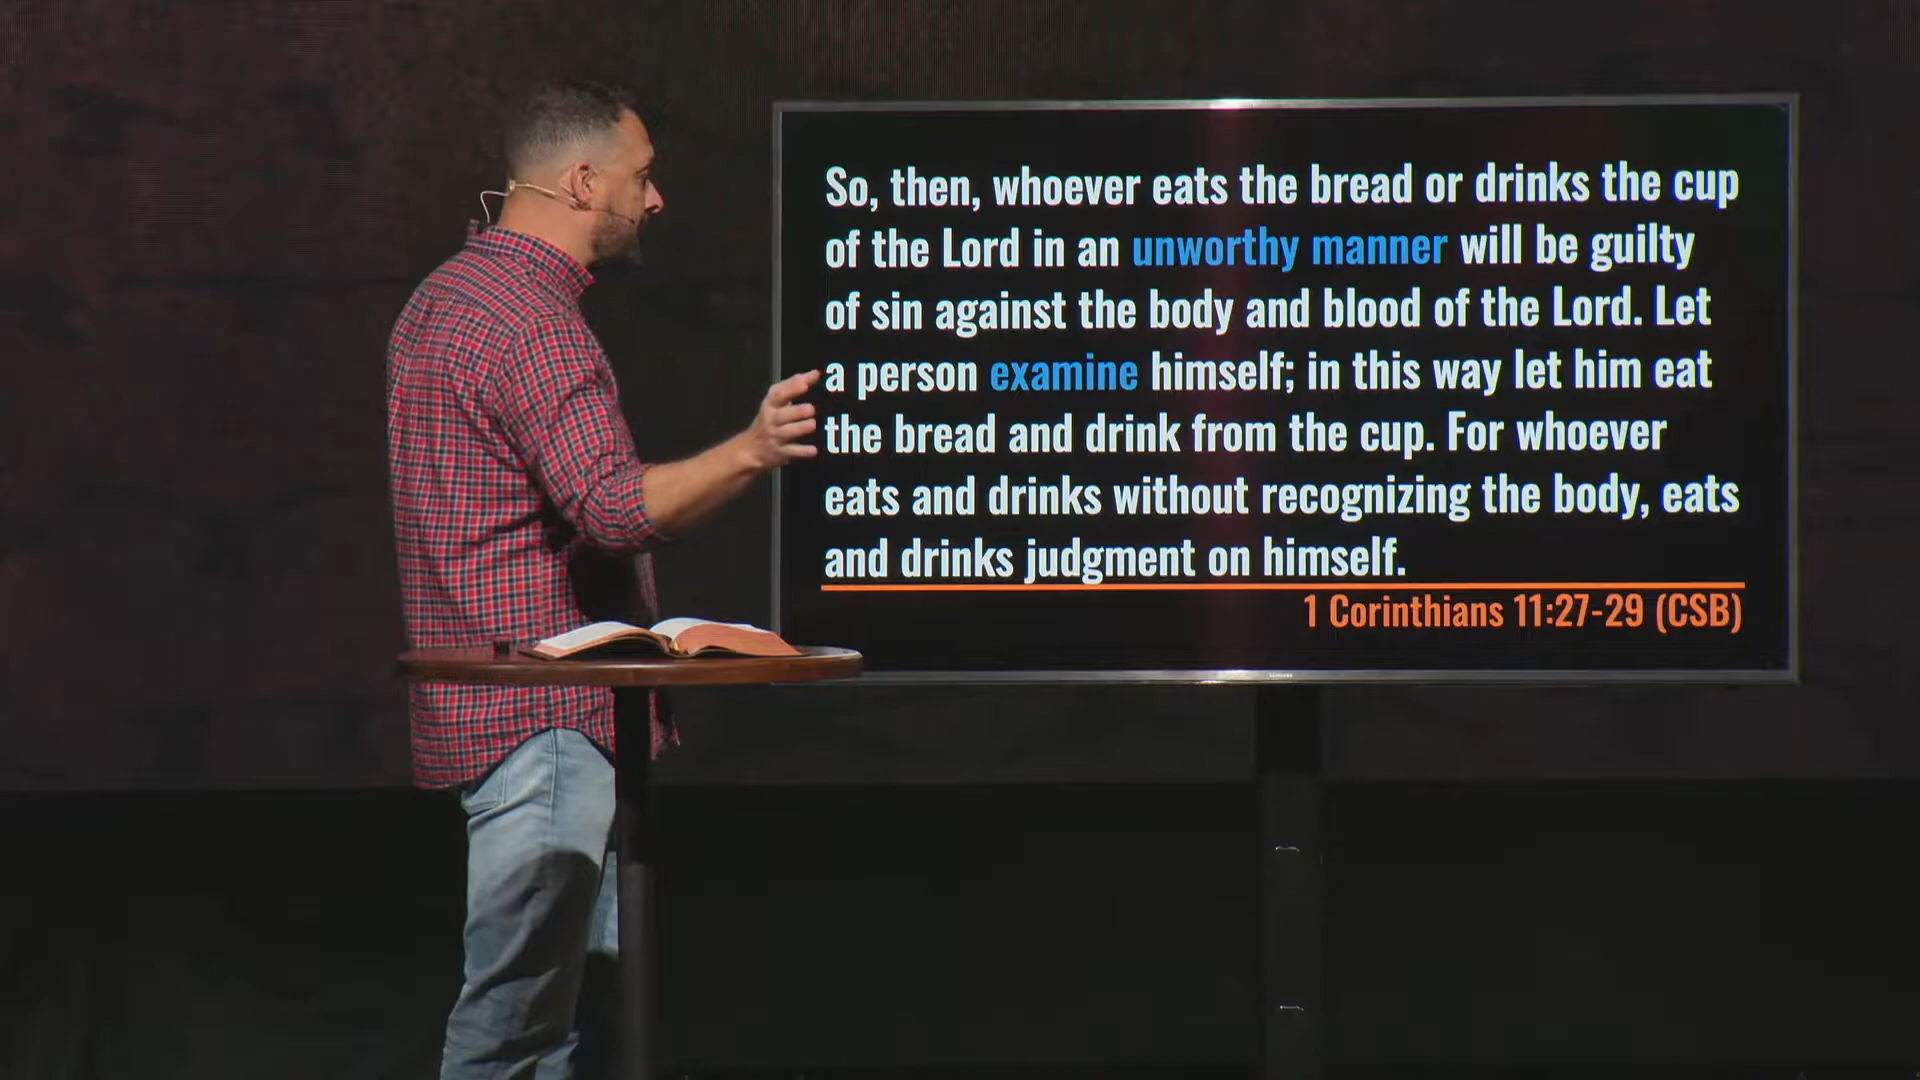 So, then, whoever eats the bread or drinks the cup
of the Lord in an unworthy manner will be guilty
of sin against the body and blood of the Lord. Let
a person examine himself; in this way let him eat
the bread and drink from the cup. For whoever
eats and drinks without recognizing the body, eats
and drinks judgment on himself.
1 Corinthians 11:27-29 (CSB)